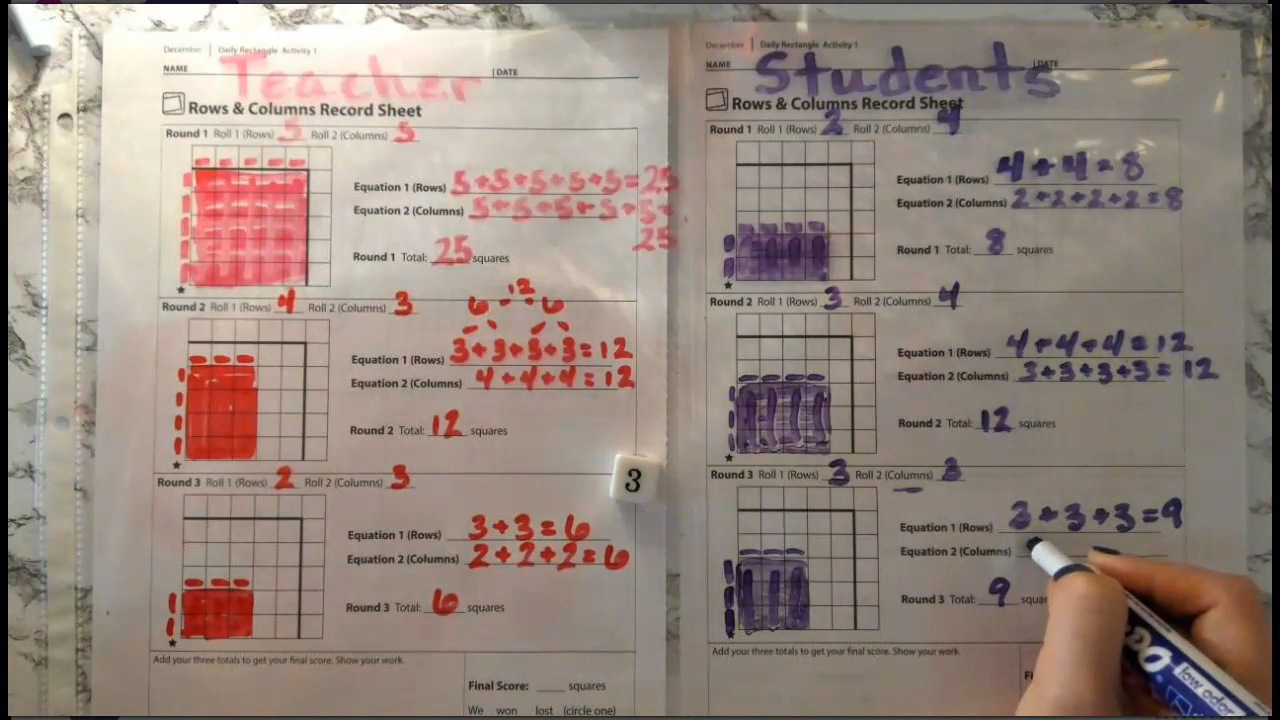 December | Daily Rectangle Activity 1
NAME Teacher | DATE
Rows & Columns Record Sheet
Round 1 Roll 1 (Rows) 5 Roll 2 (Columns) 5
Equation 1 (Rows) 5+5+5+5+5=25
Equation 2 (Columns) 5+5+5+5+5=
25
Round 1 Total: 25 squares
Round 2 Roll 1 (Rows) 4 Roll 2 (Columns) 3
12
6 6
Equation 1 (Rows) 3+3+3+3=12
Equation 2 (Columns) 4+4+4=12
Round 2 Total: 12 squares
Round 3 Roll 1 (Rows) 2 Roll 2 (Columns) 3
Equation 1 (Rows) 3+3=6
Equation 2 (Columns) 2+2+2=6
Round 3 Total: 6 squares
Add your three totals to get your final score. Show your work.
Final Score: ____ squares
We won lost (circle one)
3
December | Daily Rectangle Activity 1
NAME Students | DATE
Rows & Columns Record Sheet
Round 1 Roll 1 (Rows) 2 Roll 2 (Columns) 4
Equation 1 (Rows) 4+4=8
Equation 2 (Columns) 2+2+2+2=8
Round 1 Total: 8 squares
Round 2 Roll 1 (Rows) 3 Roll 2 (Columns) 4
Equation 1 (Rows) 4+4+4=12
Equation 2 (Columns) 3+3+3+3=12
Round 2 Total: 12 squares
Round 3 Roll 1 (Rows) 3 Roll 2 (Columns) 3
Equation 1 (Rows) 3+3+3=9
Equation 2 (Columns)
Round 3 Total: 9 squar
Add your three totals to get your final score. Show your work.
Fi
EXPO low odor